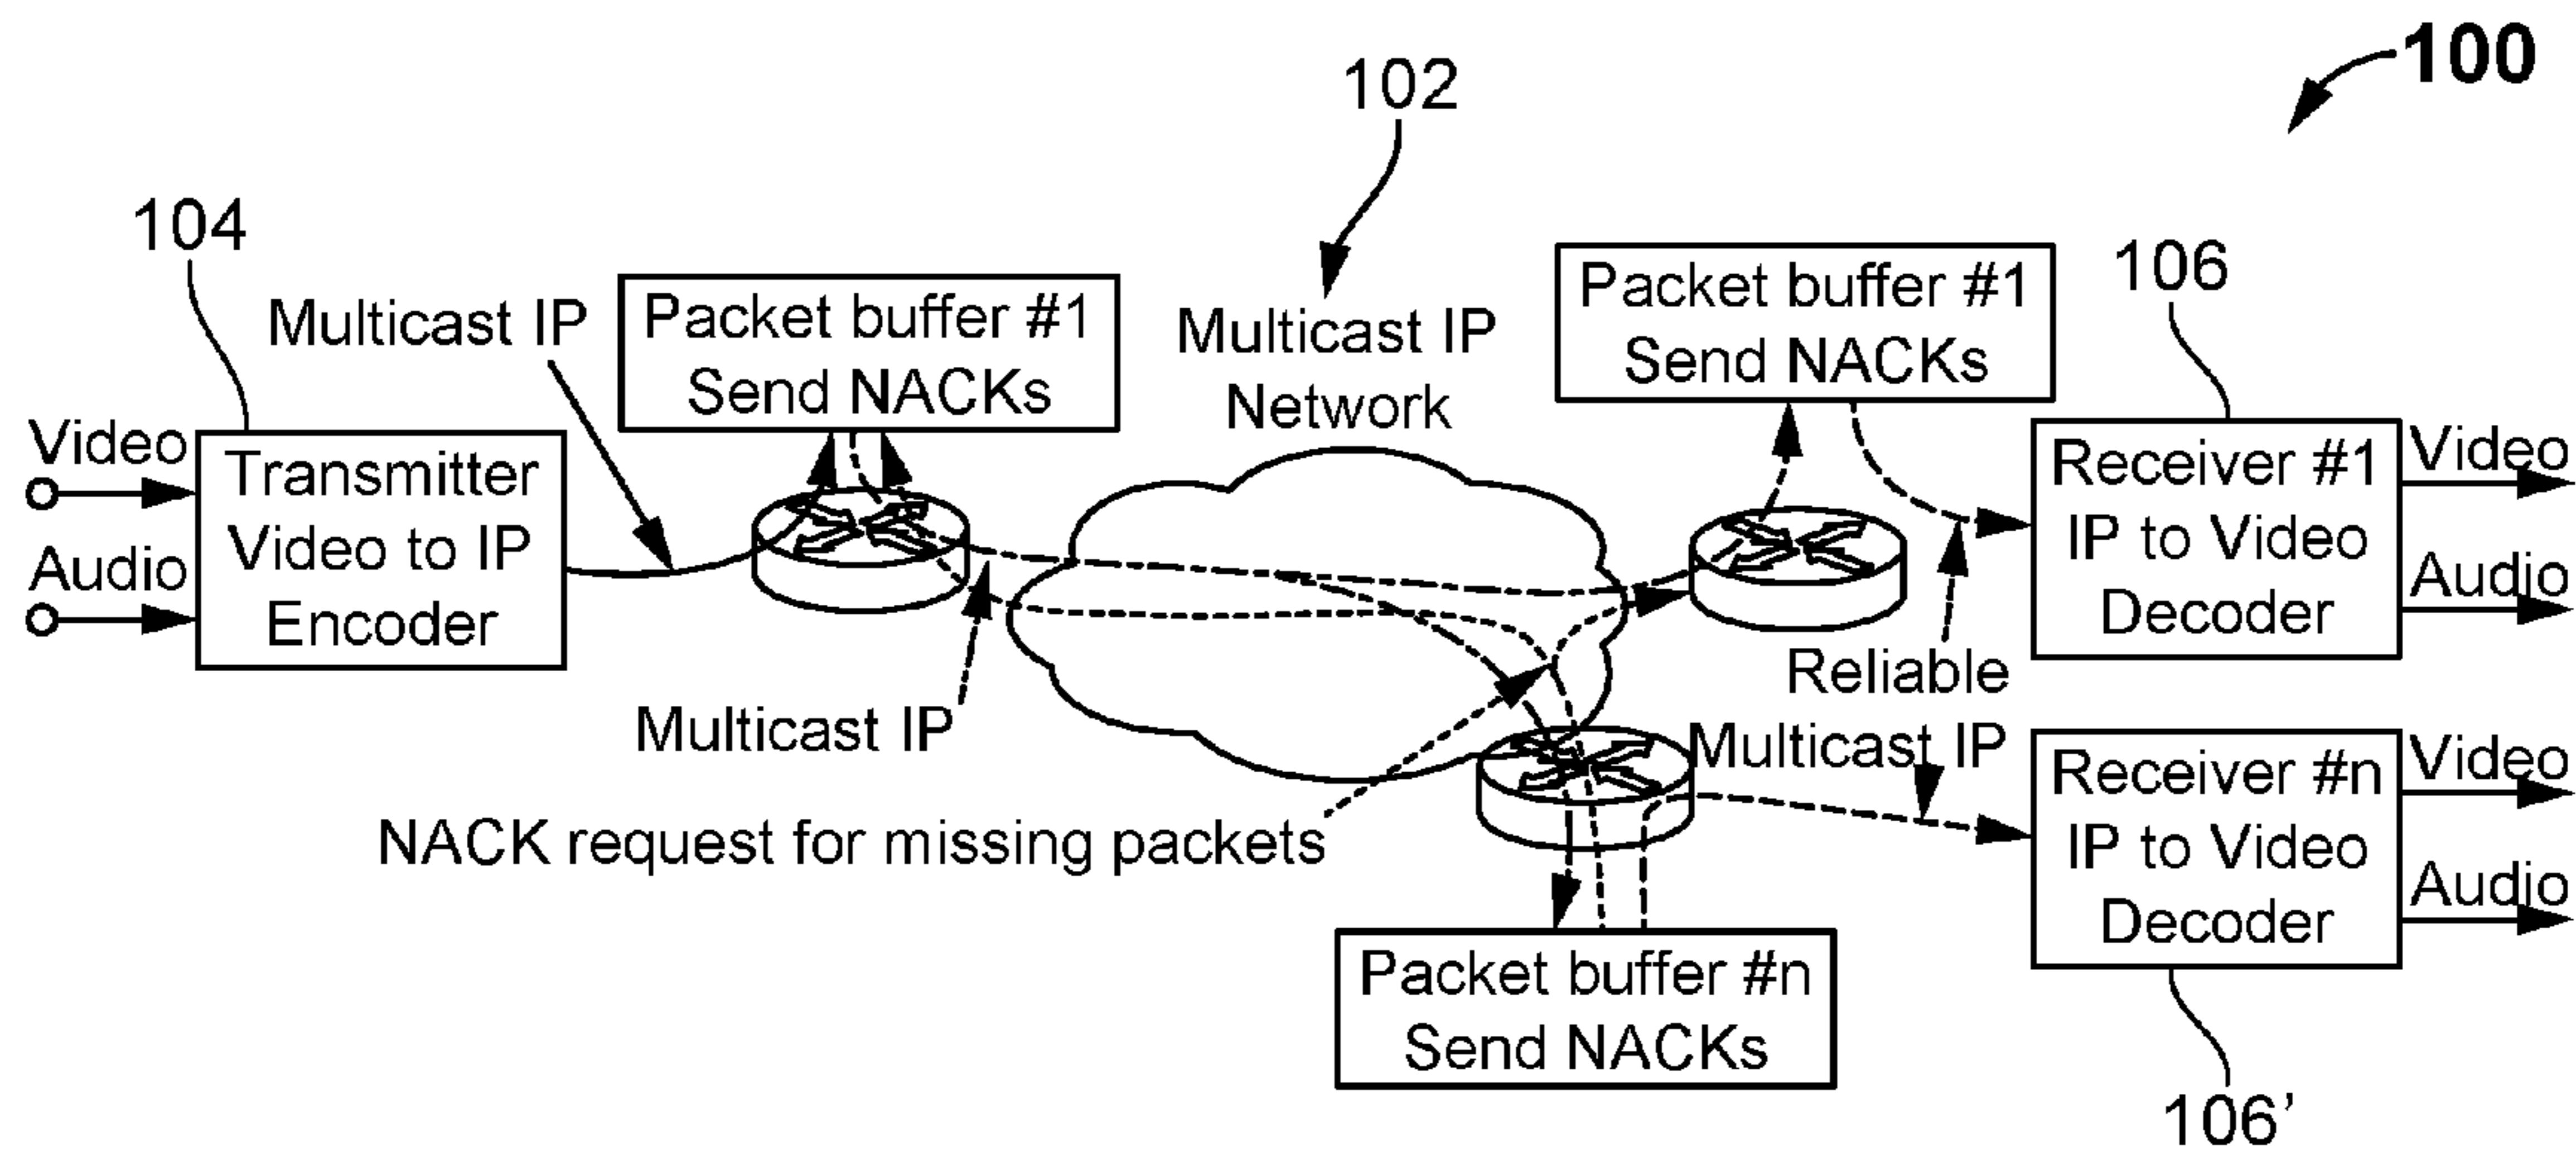 100
102
104
Multicast IP
Packet buffer #1
Send NACKs
Multicast IP
Network
Packet buffer #1
Send NACKs
106
Video
Audio
Transmitter
Video to IP
Encoder
Receiver #1
IP to Video
Decoder
Video
Audio
Multicast IP
Reliable
Multicast IP
NACK request for missing packets
Receiver #n
IP to Video
Decoder
Video
Audio
Packet buffer #n
Send NACKs
106’